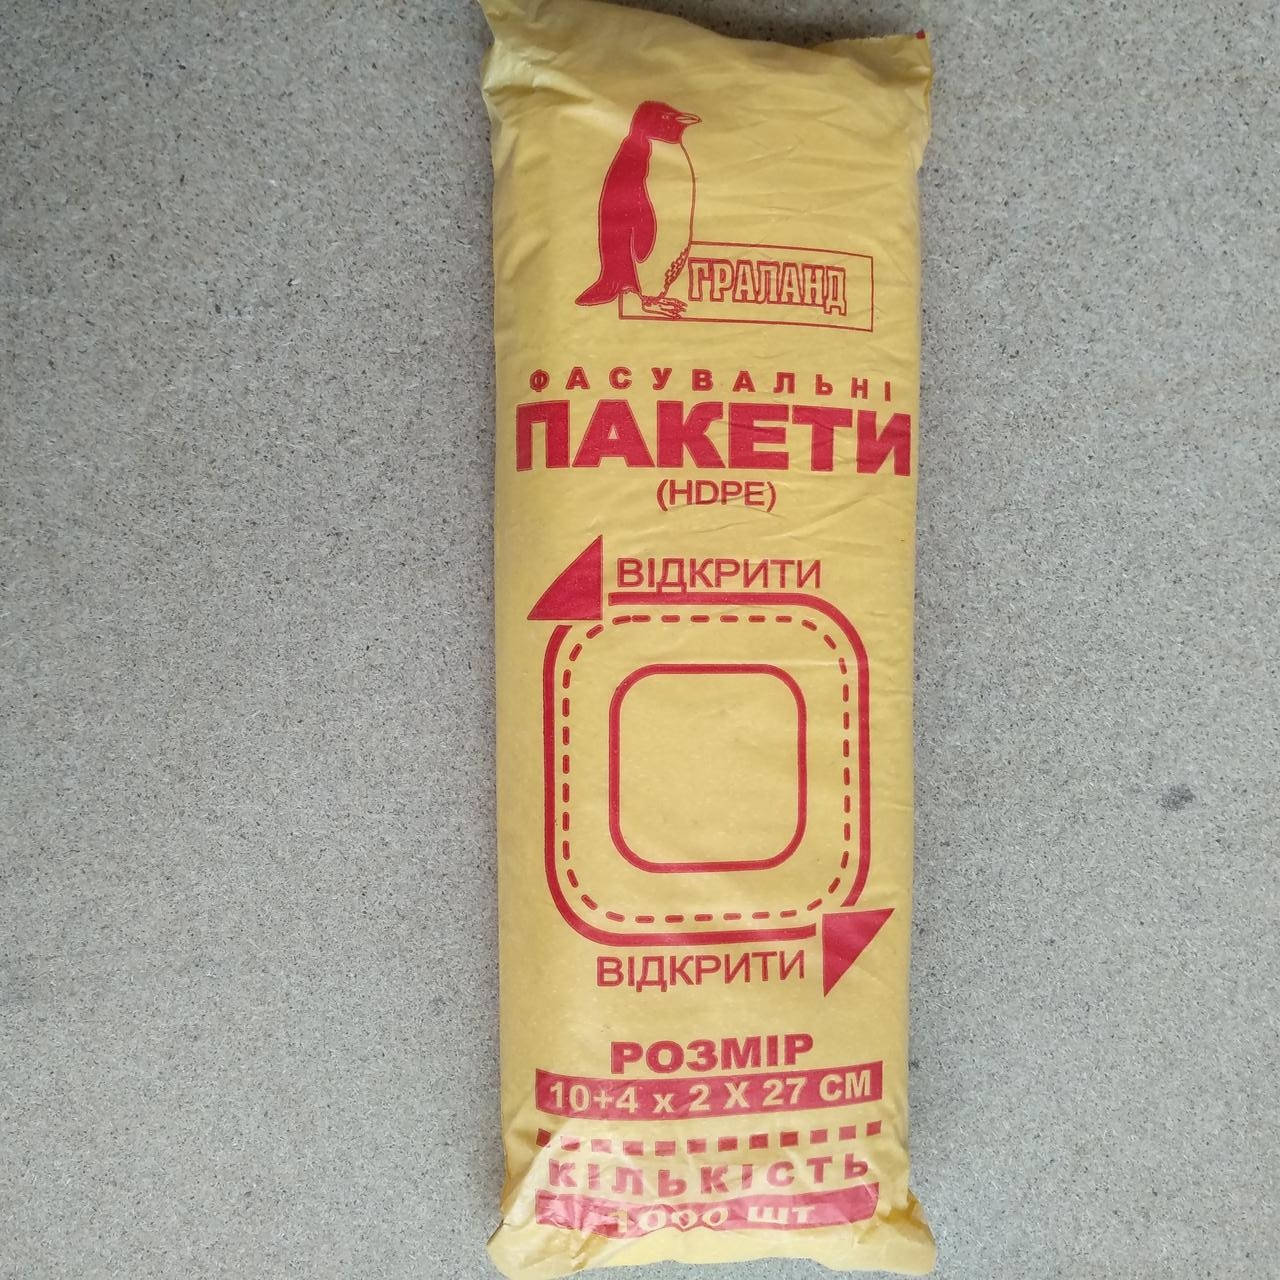 ГРАЛАНД
ФАСУВАЛЬНІ
ПАКЕТИ
(HDPE)
ВІДКРИТИ
ВІДКРИТИ
РОЗМІР
10+4 х 2 X 27 СМ
КІЛЬКІСТЬ
1000 шт